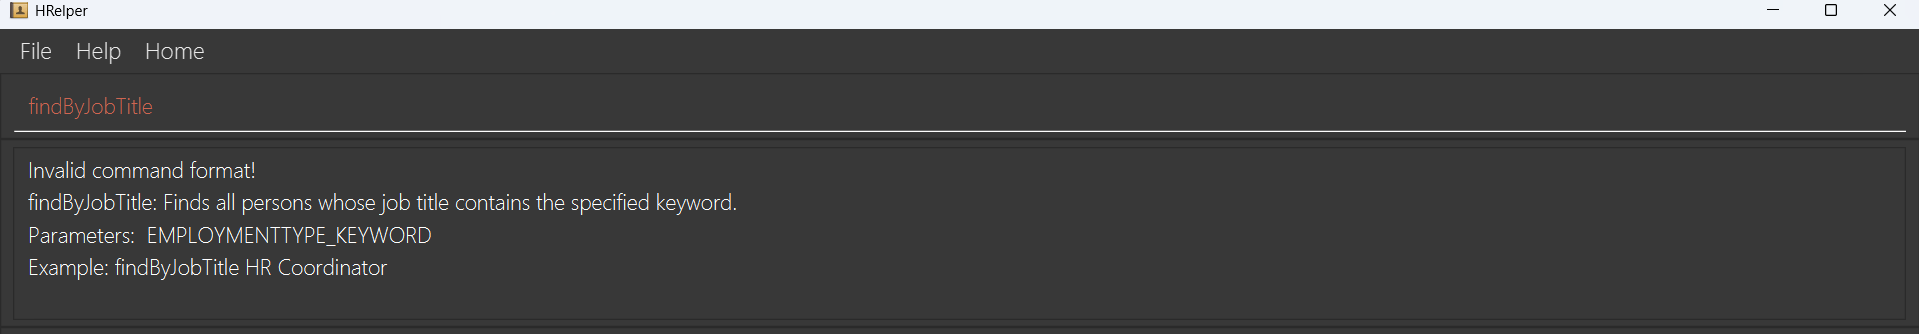 HRelper
File Help Home
findByJobTitle
Invalid command format!
findByJobTitle: Finds all persons whose job title contains the specified keyword.
Parameters:  EMPLOYMENTTYPE_KEYWORD
Example: findByJobTitle HR Coordinator